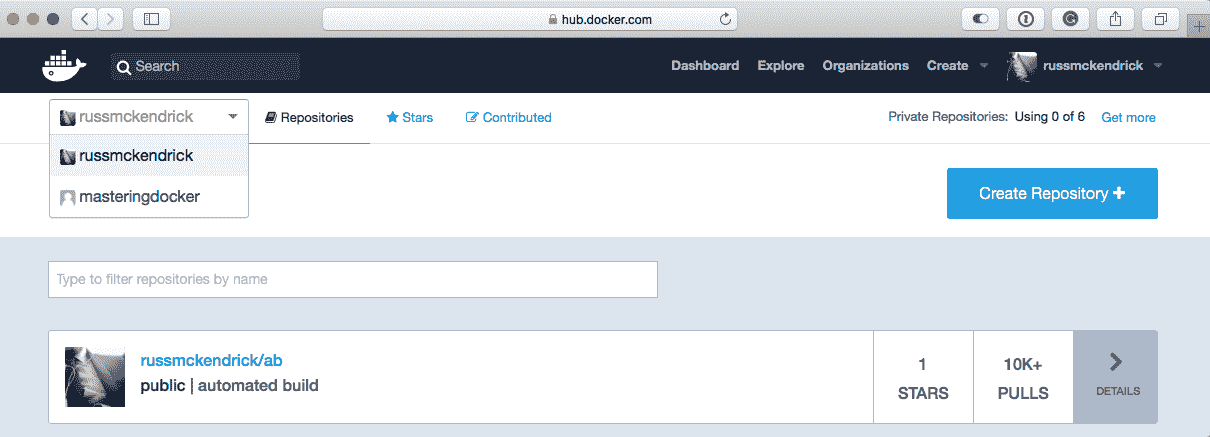 hub.docker.com
Search
Dashboard Explore Organizations Create russmckendrick
russmckendrick Repositories Stars Contributed Private Repositories: Using 0 of 6 Get more
russmckendrick
masteringdocker
Create Repository
Type to filter repositories by name
russmckendrick/ab
public | automated build
1
STARS
10K+
PULLS
DETAILS